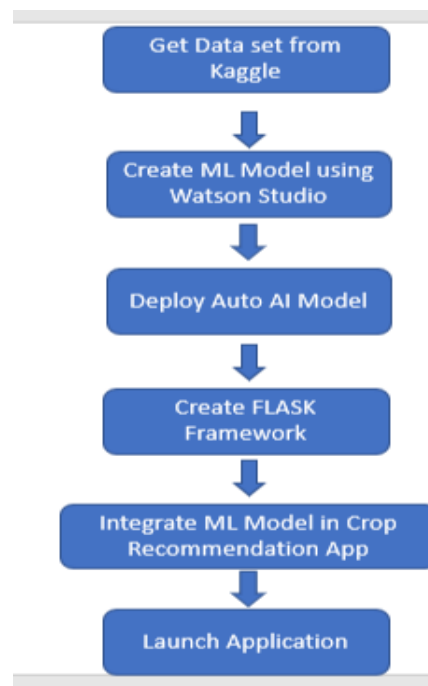 Get Data set from
Kaggle
Create ML Model using
Watson Studio
Deploy Auto AI Model
Create FLASK
Framework
Integrate ML Model in Crop
Recommendation App
Launch Application